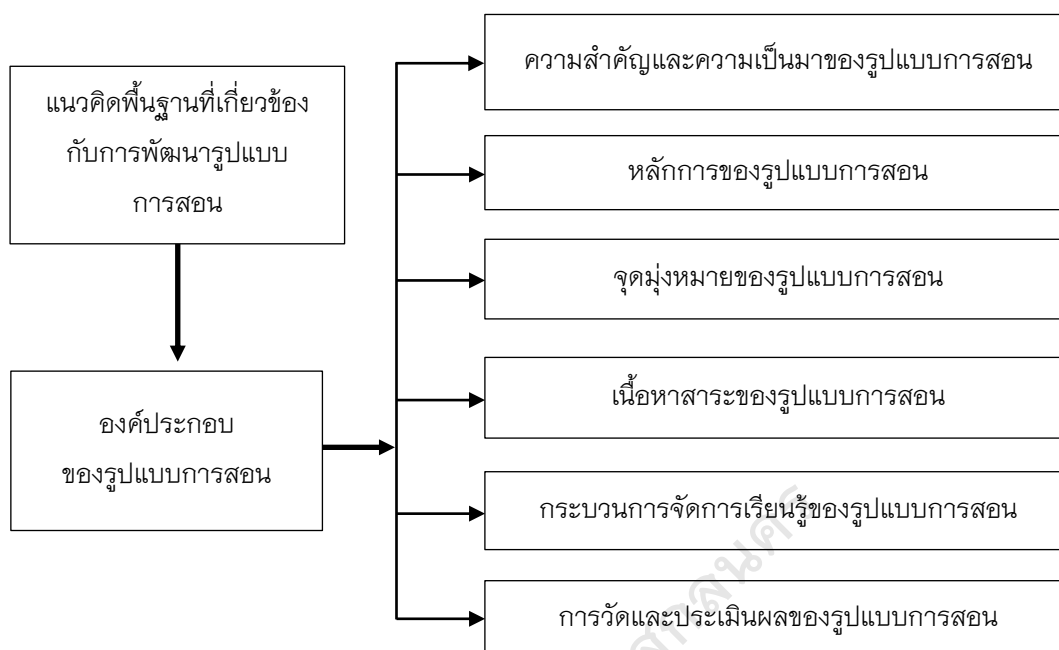 แนวคิดพื้นฐานที่เกี่ยวข้อง
กับการพัฒนารูปแบบ
การสอน
องค์ประกอบ
ของรูปแบบการสอน
ความสำคัญและความเป็นมาของรูปแบบการสอน
หลักการของรูปแบบการสอน
จุดมุ่งหมายของรูปแบบการสอน
เนื้อหาสาระของรูปแบบการสอน
กระบวนการจัดการเรียนรู้ของรูปแบบการสอน
การวัดและประเมินผลของรูปแบบการสอน